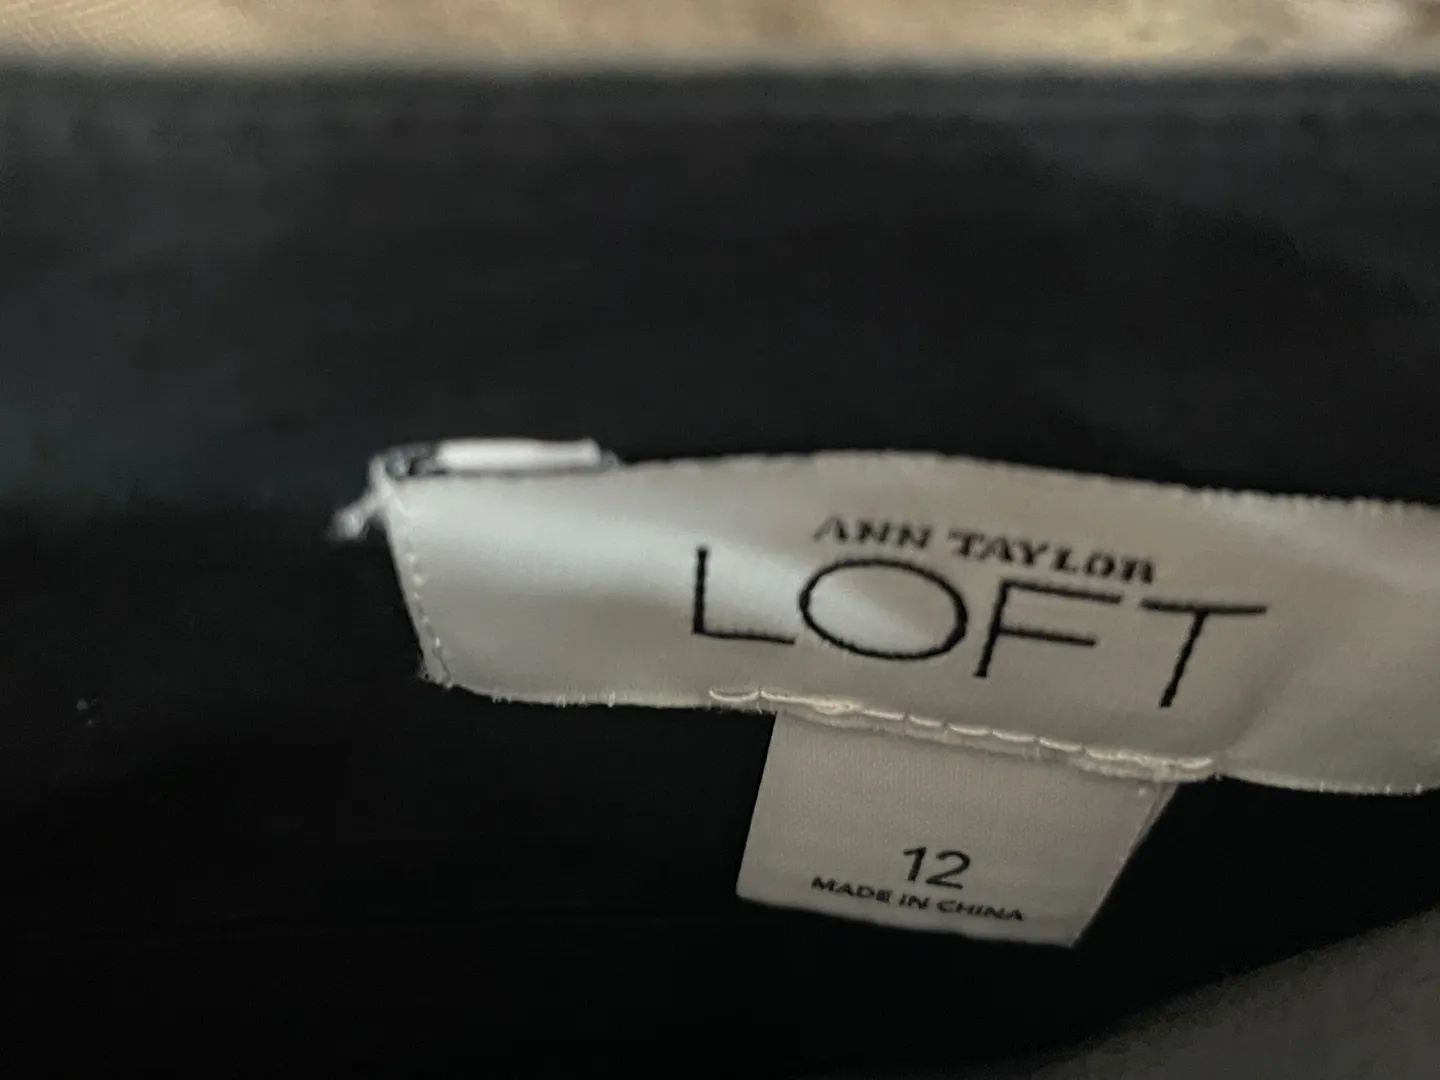 ANN TAYLOR
LOFT
12
MADE IN CHINA